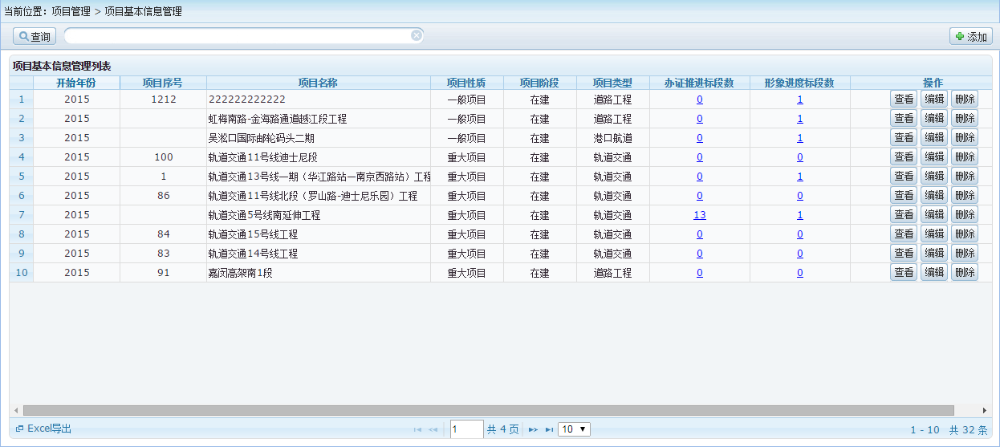 当前位置：项目管理 > 项目基本信息管理
查询 添加
项目基本信息管理列表
开始年份 项目序号 项目名称 项目性质 项目阶段 项目类型 办证推进标段数 形象进度标段数 操作
1 2015 1212 222222222222 一般项目 在建 道路工程 0 1 查看 编辑 删除
2 2015 虹梅南路-金海路通道越江段工程 一般项目 在建 道路工程 0 1 查看 编辑 删除
3 2015 吴淞口国际邮轮码头二期 一般项目 在建 港口航道 0 1 查看 编辑 删除
4 2015 100 轨道交通11号线迪士尼段 重大项目 在建 轨道交通 0 0 查看 编辑 删除
5 2015 1 轨道交通13号线一期（华江路站—南京西路站）工程 重大项目 在建 轨道交通 0 1 查看 编辑 删除
6 2015 86 轨道交通11号线北段（罗山路-迪士尼乐园）工程 重大项目 在建 轨道交通 0 0 查看 编辑 删除
7 2015 轨道交通5号线南延伸工程 重大项目 在建 轨道交通 13 1 查看 编辑 删除
8 2015 84 轨道交通15号线工程 重大项目 在建 轨道交通 0 0 查看 编辑 删除
9 2015 83 轨道交通14号线工程 重大项目 在建 轨道交通 0 0 查看 编辑 删除
10 2015 91 嘉闵高架南1段 重大项目 在建 道路工程 0 0 查看 编辑 删除
Excel导出 1 共 4 页 10 1 - 10 共 32 条